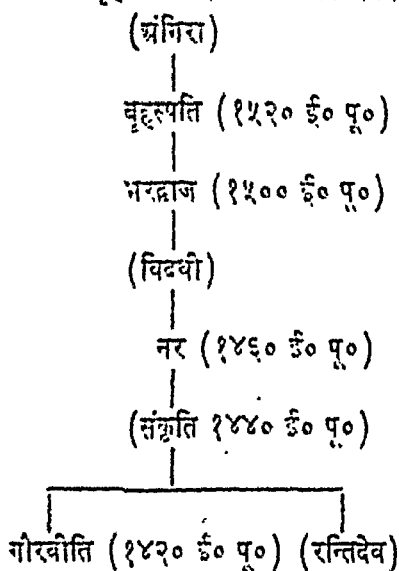 (अंगिरा)
बृहस्पति (१५२० ई० पू०)
भरद्वाज (१५०० ई० पू०)
(विदथी)
नर (१४६० ई० पू०)
(संकृति १४४० ई० पू०)
गौरवीति (१४२० ई० पू०) (रन्तिदेव)